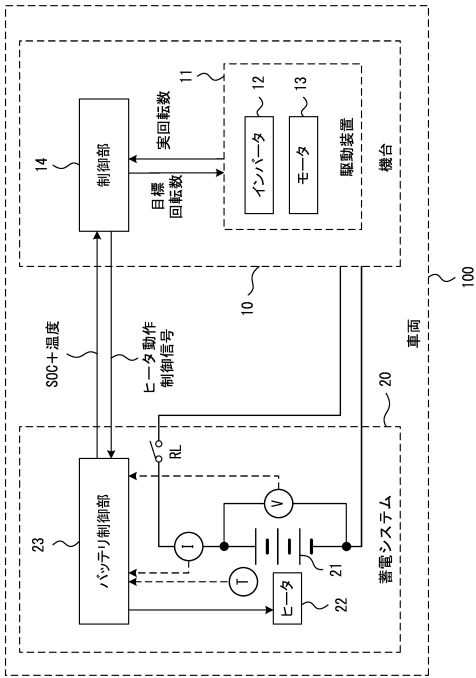 23
バッテリ制御部
SOC+温度
ヒータ動作
制御信号
14
制御部
目標
回転数
実回転数
11
インバータ
12
モータ
13
駆動装置
機台
10
I
T
RL
V
21
ヒータ
22
蓄電システム
20
車両
100